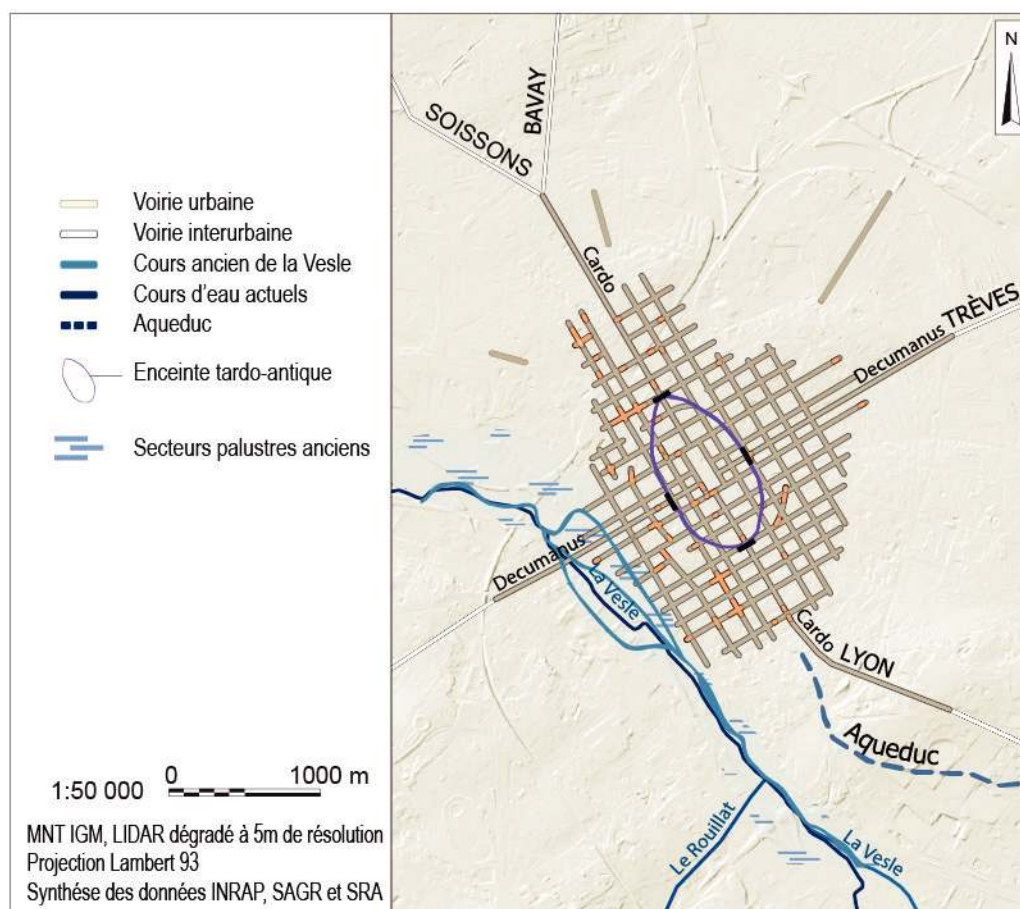 Voirie urbaine
Voirie interurbaine
Cours ancien de la Vesle
Cours d'eau actuels
Aqueduc
Enceinte tardo-antique
Secteurs palustres anciens
1:50 000
0 1000 m
MNT IGM, LIDAR dégradé à 5m de résolution
Projection Lambert 93
Synthése des données INRAP, SAGR et SRA
N
BAVAY
SOISSONS
Cardo
TRÈVES
Decumanus
Decumanus
La Vesle
Cardo
LYON
Aqueduc
Le Rouillat
La Vesle